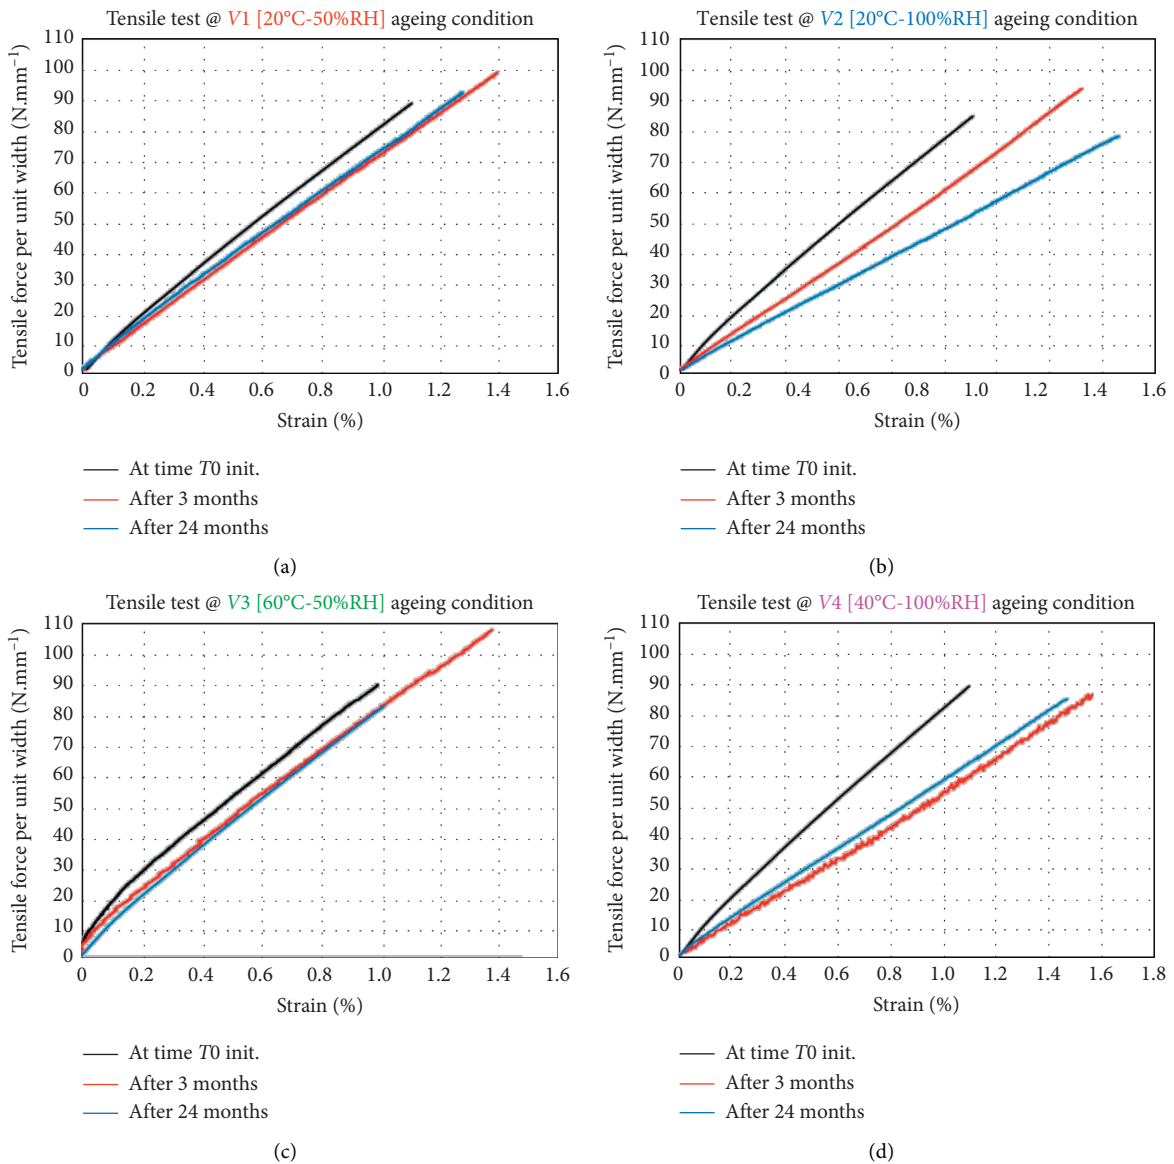 Tensile test @ V1 [20°C-50%RH] ageing condition
Tensile force per unit width (N.mm⁻¹)
110
100
90
80
70
60
50
40
30
20
10
0
0 0.2 0.4 0.6 0.8 1.0 1.2 1.4 1.6
Strain (%)
At time T0 init.
After 3 months
After 24 months
(a)
Tensile test @ V2 [20°C-100%RH] ageing condition
Tensile force per unit width (N.mm⁻¹)
110
100
90
80
70
60
50
40
30
20
10
0
0 0.2 0.4 0.6 0.8 1.0 1.2 1.4 1.6
Strain (%)
At time T0 init.
After 3 months
After 24 months
(b)
Tensile test @ V3 [60°C-50%RH] ageing condition
Tensile force per unit width (N.mm⁻¹)
110
100
90
80
70
60
50
40
30
20
10
0
0 0.2 0.4 0.6 0.8 1.0 1.2 1.4 1.6
Strain (%)
At time T0 init.
After 3 months
After 24 months
(c)
Tensile test @ V4 [40°C-100%RH] ageing condition
Tensile force per unit width (N.mm⁻¹)
110
100
90
80
70
60
50
40
30
20
10
0
0 0.2 0.4 0.6 0.8 1.0 1.2 1.4 1.6 1.8
Strain (%)
At time T0 init.
After 3 months
After 24 months
(d)